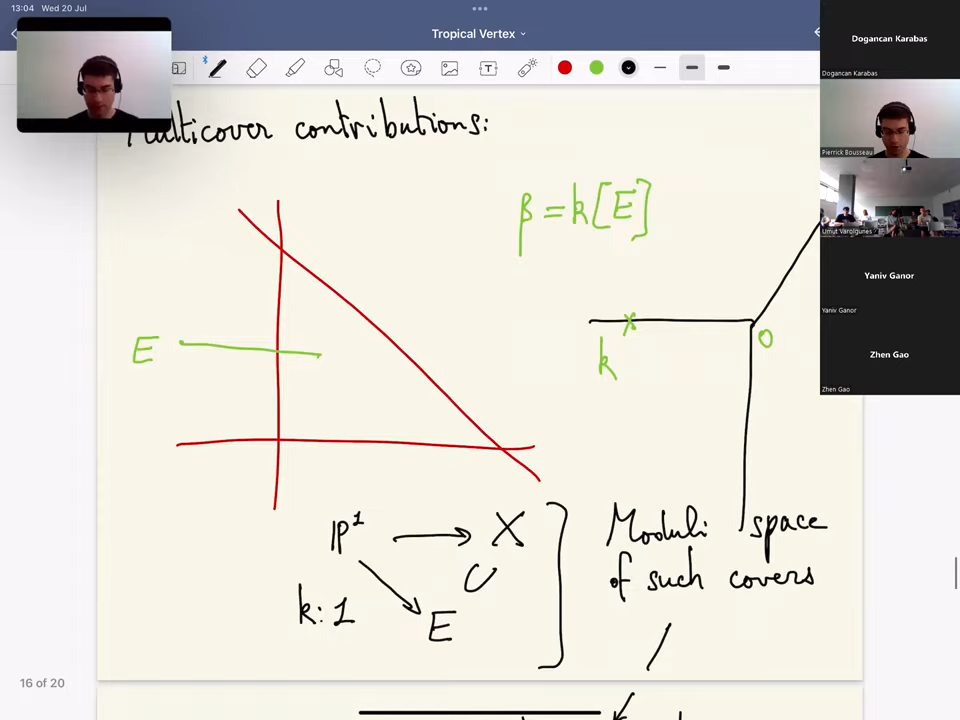 13:04 Wed 20 Jul
Tropical Vertex
Dogancan Karabas
Dogancan Karabas
Pierrick Bousseau
Umut Varolgunes
Yaniv Ganor
Yaniv Ganor
Zhen Gao
Zhen Gao
Multicover contributions:
β = k[E]
E
k
0
ℙ¹ → X
∪
k:1
E
Moduli space
of such covers
16 of 20